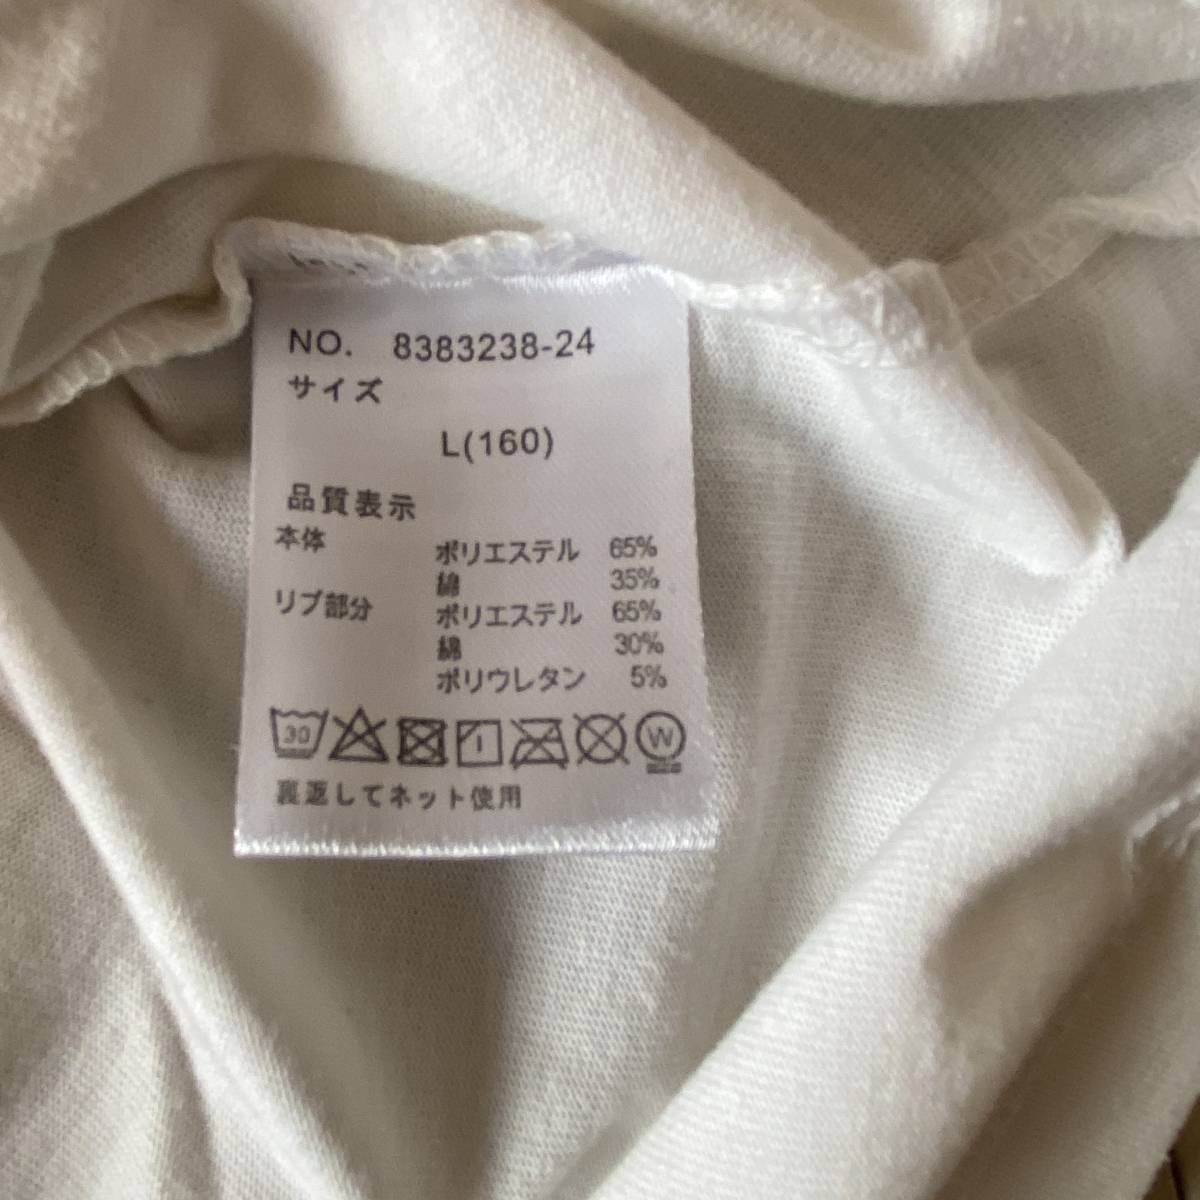 NO. 8383238-24
サイズ
L(160)
品質表示
本体 ポリエステル 65%
綿 35%
リブ部分 ポリエステル 65%
綿 30%
ポリウレタン 5%
30 W
裏返してネット使用